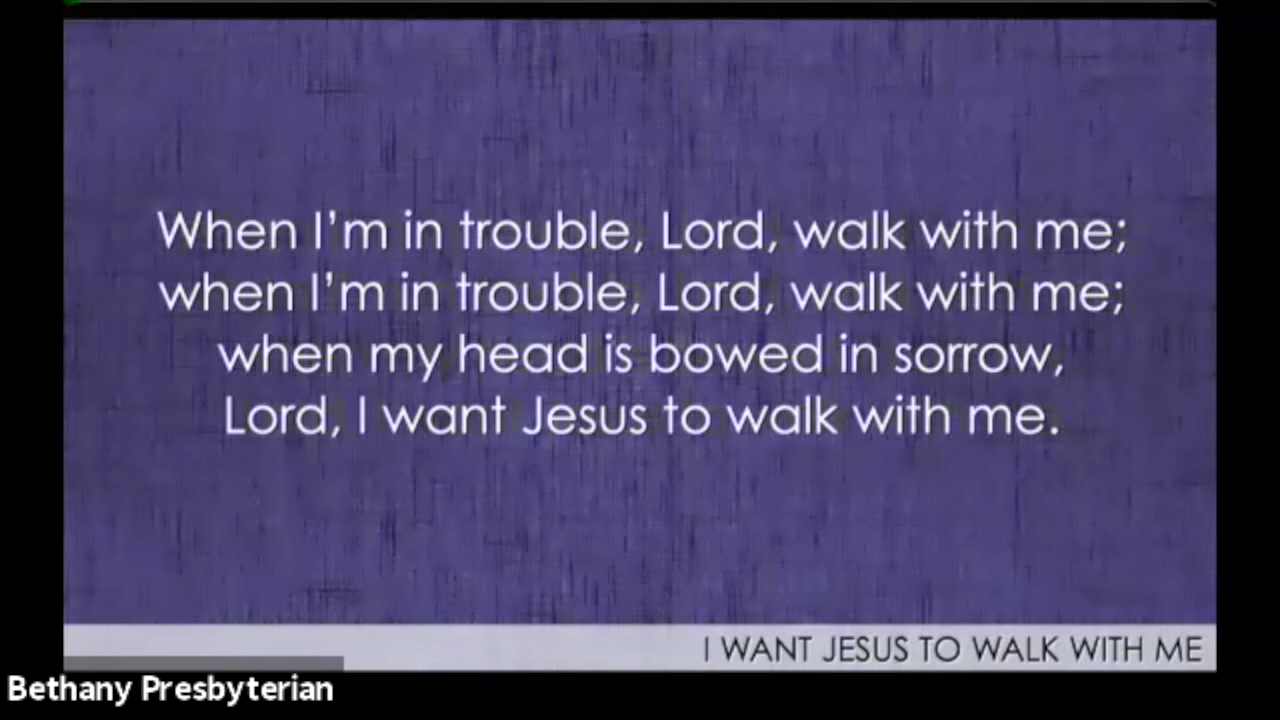 When I'm in trouble, Lord, walk with me;
when I'm in trouble, Lord, walk with me;
when my head is bowed in sorrow,
Lord, I want Jesus to walk with me.
I WANT JESUS TO WALK WITH ME
Bethany Presbyterian